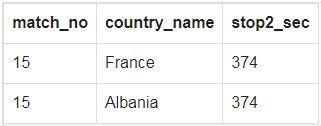 match_no country_name stop2_sec
15 France 374
15 Albania 374